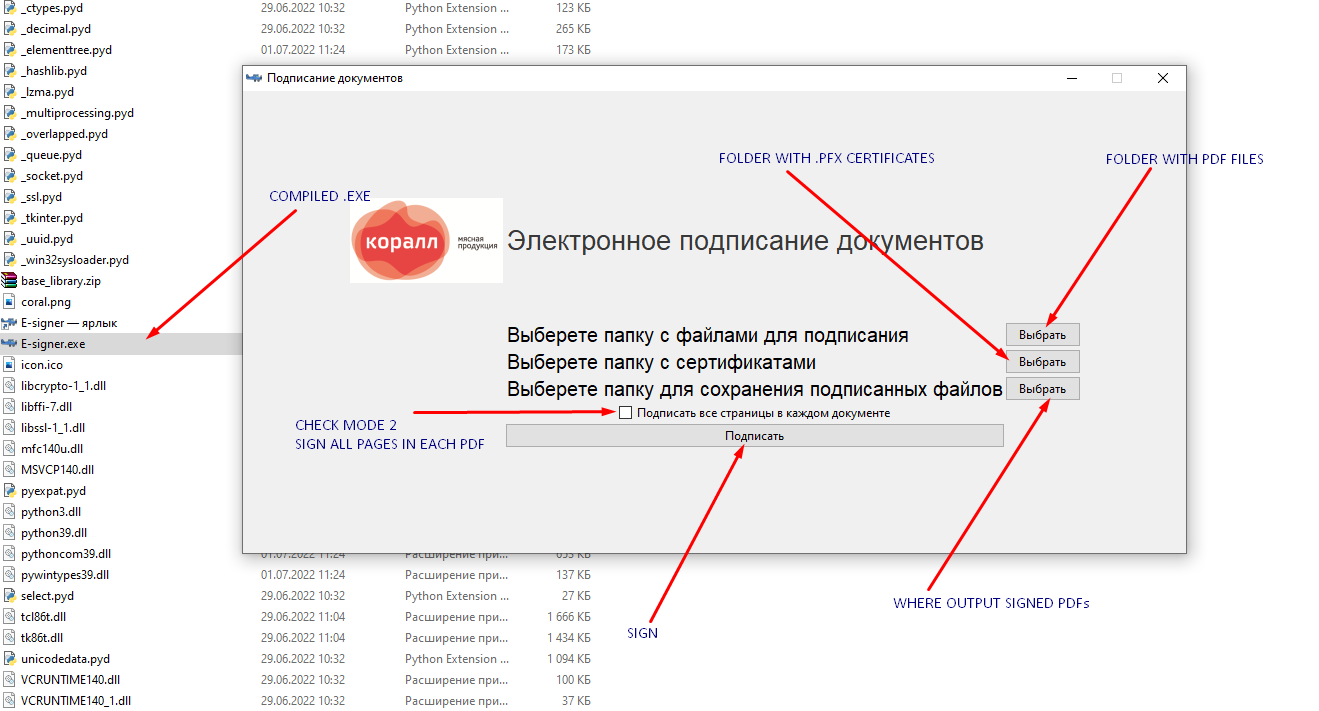 _ctypes.pyd 29.06.2022 10:32 Python Extension ... 123 КБ
_decimal.pyd 29.06.2022 10:32 Python Extension ... 265 КБ
_elementtree.pyd 01.07.2022 11:24 Python Extension ... 173 КБ
_hashlib.pyd
_lzma.pyd
_multiprocessing.pyd
_overlapped.pyd
_queue.pyd
_socket.pyd
_ssl.pyd
_tkinter.pyd
_uuid.pyd
_win32sysloader.pyd
base_library.zip
coral.png
E-signer — ярлык
E-signer.exe
icon.ico
libcrypto-1_1.dll
libffi-7.dll
libssl-1_1.dll
mfc140u.dll
MSVCP140.dll
pyexpat.pyd
python3.dll
python39.dll
pythoncom39.dll 01.07.2022 11:24 Расширение при... 653 КБ
pywintypes39.dll 01.07.2022 11:24 Расширение при... 137 КБ
select.pyd 29.06.2022 10:32 Python Extension ... 27 КБ
tcl86t.dll 29.06.2022 11:04 Расширение при... 1 666 КБ
tk86t.dll 29.06.2022 11:04 Расширение при... 1 434 КБ
unicodedata.pyd 29.06.2022 10:32 Python Extension ... 1 094 КБ
VCRUNTIME140.dll 29.06.2022 10:32 Расширение при... 100 КБ
VCRUNTIME140_1.dll 29.06.2022 10:32 Расширение при... 37 КБ
Подписание документов
FOLDER WITH .PFX CERTIFICATES
FOLDER WITH PDF FILES
COMPILED .EXE
коралл
мясная
продукция
Электронное подписание документов
Выберете папку с файлами для подписания Выбрать
Выберете папку с сертификатами Выбрать
Выберете папку для сохранения подписанных файлов Выбрать
Подписать все страницы в каждом документе
CHECK MODE 2
SIGN ALL PAGES IN EACH PDF
Подписать
WHERE OUTPUT SIGNED PDFs
SIGN